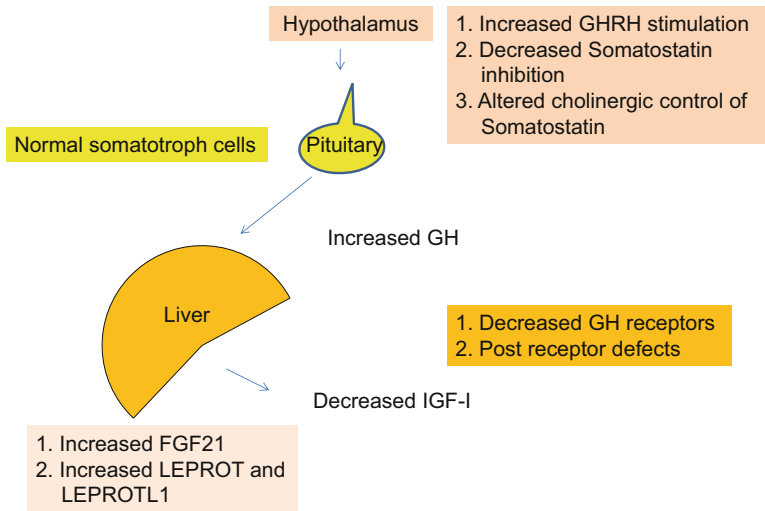 Hypothalamus
1. Increased GHRH stimulation
2. Decreased Somatostatin
inhibition
3. Altered cholinergic control of
Somatostatin
Normal somatotroph cells
Pituitary
Increased GH
Liver
1. Decreased GH receptors
2. Post receptor defects
Decreased IGF-I
1. Increased FGF21
2. Increased LEPROT and
LEPROTL1